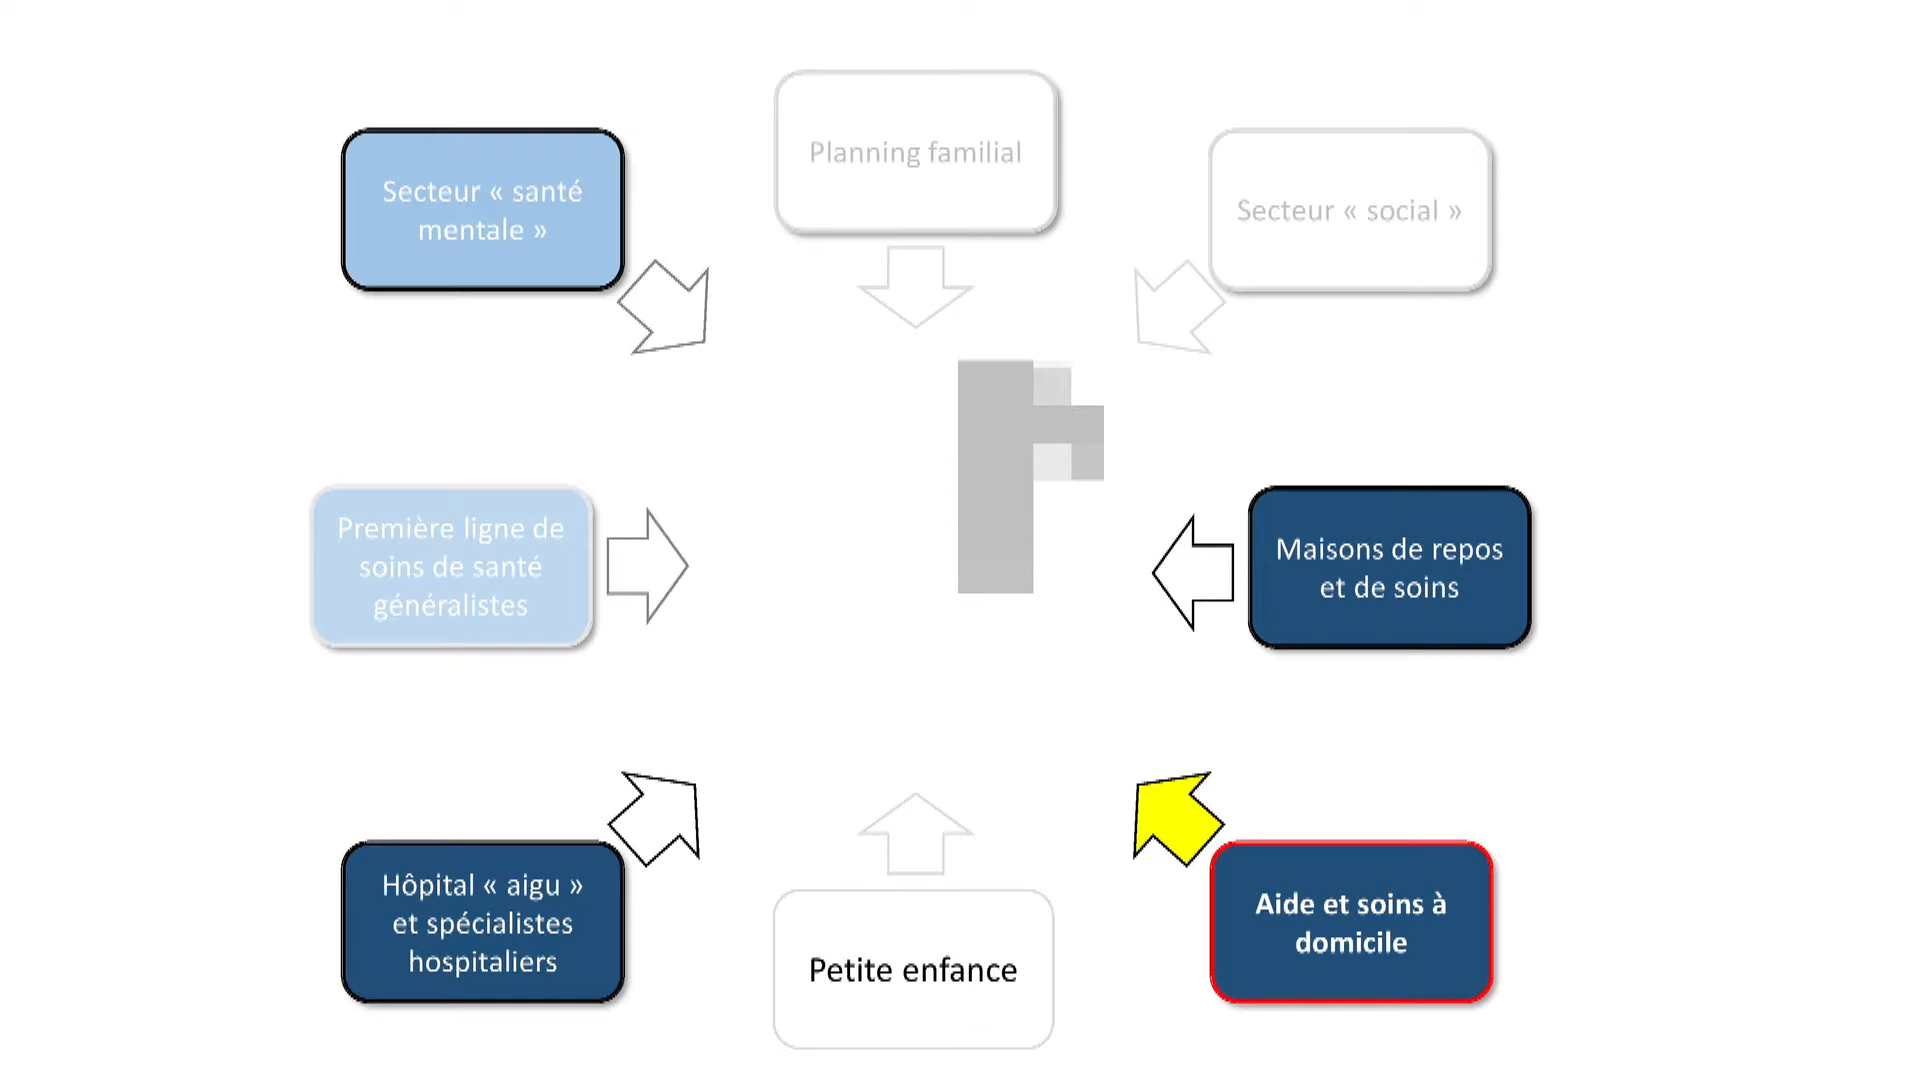 Planning familial
Secteur « santé
mentale »
Secteur « social »
Première ligne de
soins de santé
généralistes
Maisons de repos
et de soins
Hôpital « aigu »
et spécialistes
hospitaliers
Petite enfance
Aide et soins à
domicile